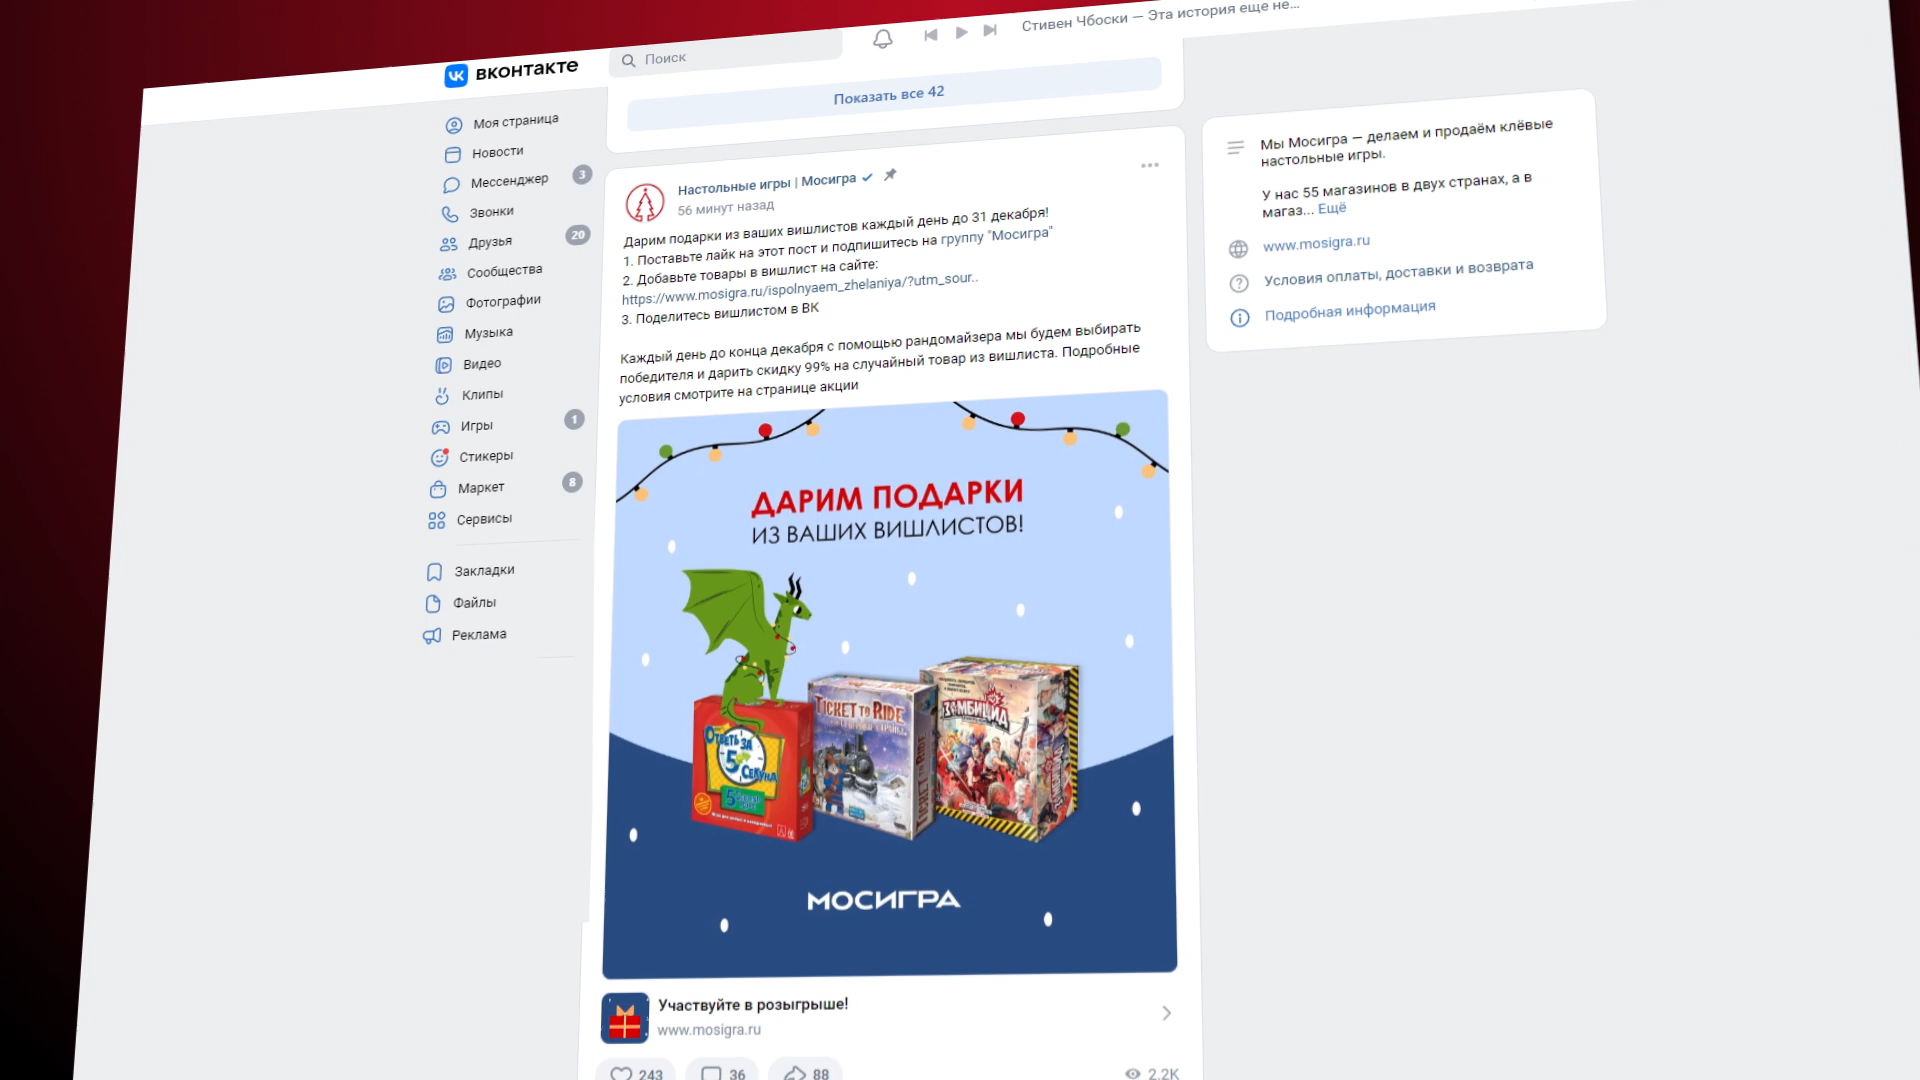 Стивен Чбоски — Эта история еще не...
вконтакте
Поиск
Моя страница
Новости
Мессенджер 3
Звонки
Друзья 20
Сообщества
Фотографии
Музыка
Видео
Клипы
Игры 1
Стикеры
Маркет 8
Сервисы
Закладки
Файлы
Реклама
Показать все 42
Настольные игры | Мосигра
56 минут назад
Дарим подарки из ваших вишлистов каждый день до 31 декабря!
1. Поставьте лайк на этот пост и подпишитесь на группу "Мосигра"
2. Добавьте товары в вишлист на сайте:
https://www.mosigra.ru/ispolnyaem_zhelaniya/?utm_sour..
3. Поделитесь вишлистом в ВК
Каждый день до конца декабря с помощью рандомайзера мы будем выбирать
победителя и дарить скидку 99% на случайный товар из вишлиста. Подробные
условия смотрите на странице акции
ДАРИМ ПОДАРКИ
ИЗ ВАШИХ ВИШЛИСТОВ!
ОТВЕТЬ ЗА
5
СЕКУНД
TICKET TO RIDE
ЗОМБИЦИД
МОСИГРА
Участвуйте в розыгрыше!
www.mosigra.ru
243 36 88 2.2K
Мы Мосигра — делаем и продаём клёвые
настольные игры.
У нас 55 магазинов в двух странах, а в
магаз... Ещё
www.mosigra.ru
Условия оплаты, доставки и возврата
Подробная информация